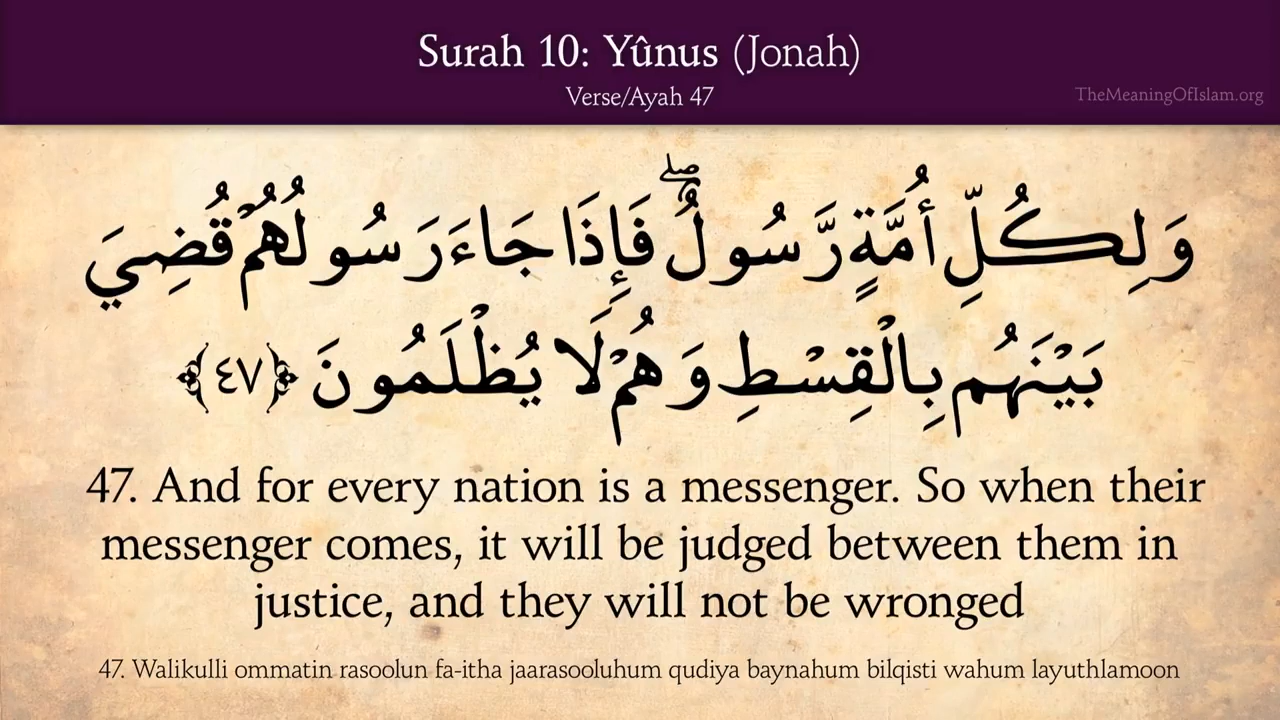 Surah 10: Yûnus (Jonah)
Verse/Ayah 47
TheMeaningOfIslam.org
وَلِكُلِّ أُمَّةٍ رَّسُولٌ ۖ فَإِذَا جَاءَ رَسُولُهُمْ قُضِيَ
بَيْنَهُم بِالْقِسْطِ وَهُمْ لَا يُظْلَمُونَ ﴿٤٧﴾
47. And for every nation is a messenger. So when their
messenger comes, it will be judged between them in
justice, and they will not be wronged
47. Walikulli ommatin rasoolun fa-itha jaarasooluhum qudiya baynahum bilqisti wahum layuthlamoon